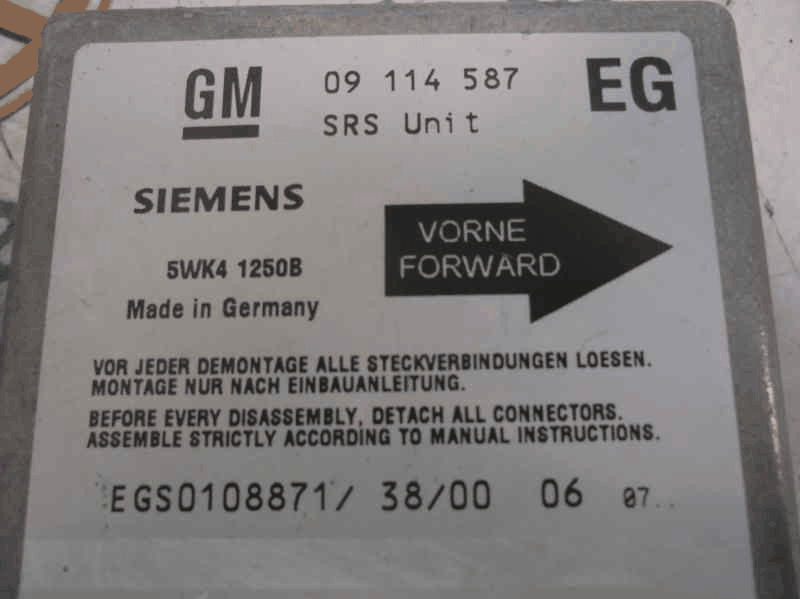 GM 09 114 587 EG
SRS Unit
SIEMENS
VORNE
FORWARD
5WK4 1250B
Made in Germany
VOR JEDER DEMONTAGE ALLE STECKVERBINDUNGEN LOESEN.
MONTAGE NUR NACH EINBAUANLEITUNG.
BEFORE EVERY DISASSEMBLY, DETACH ALL CONNECTORS.
ASSEMBLE STRICTLY ACCORDING TO MANUAL INSTRUCTIONS.
EGS0108871/ 38/00 06 07..